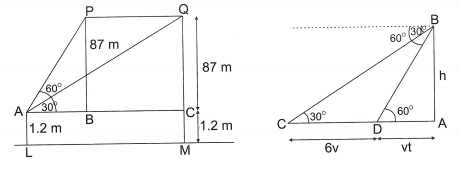 P Q
87 m
87 m
60°
30°
A B C
1.2 m 1.2 m
L M
B
60° 30°
h
30° 60°
C D A
6v vt